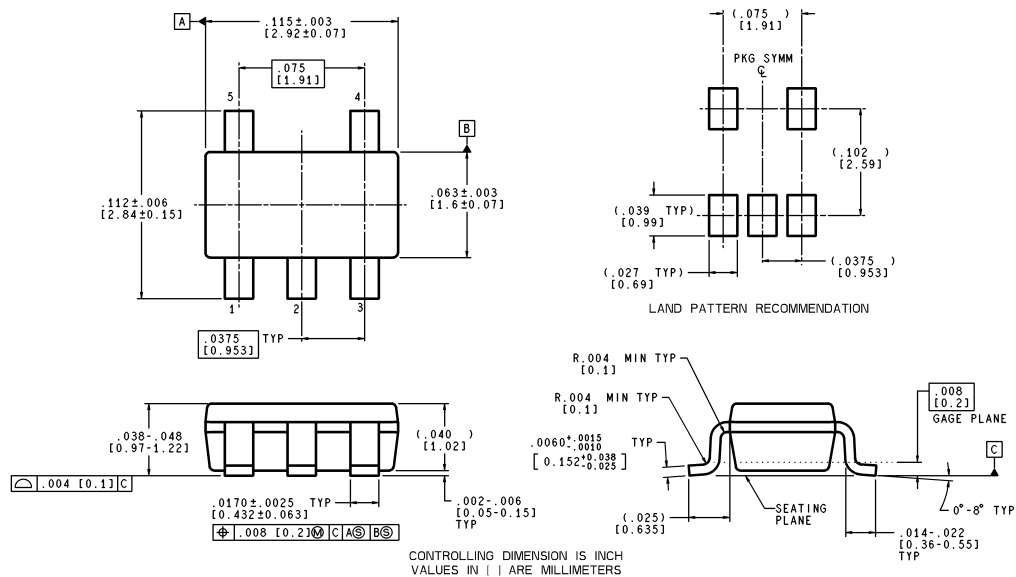 A
.115±.003
[2.92±0.07]
.075
[1.91]
5
4
B
.112±.006
[2.84±0.15]
.063±.003
[1.6±0.07]
1
2
3
.0375
[0.953]
TYP
(.075 )
[1.91]
PKG SYMM
℄
(.102 )
[2.59]
(.039 TYP)
[0.99]
(.027 TYP)
[0.69]
(.0375 )
[0.953]
LAND PATTERN RECOMMENDATION
.038-.048
[0.97-1.22]
(.040 )
[1.02]
⌓ .004 [0.1] C
.0170±.0025 TYP
[0.432±0.063]
.002-.006
[0.05-0.15]
TYP
⌖ .008 [0.2]Ⓜ C AⓈ BⓈ
R.004 MIN TYP
[0.1]
R.004 MIN TYP
[0.1]
.0060+.0015 -.0010 TYP
[0.152+0.038 -0.025]
.008
[0.2]
GAGE PLANE
C
0°-8° TYP
SEATING
PLANE
(.025)
[0.635]
.014-.022
[0.36-0.55]
TYP
CONTROLLING DIMENSION IS INCH
VALUES IN [ ] ARE MILLIMETERS